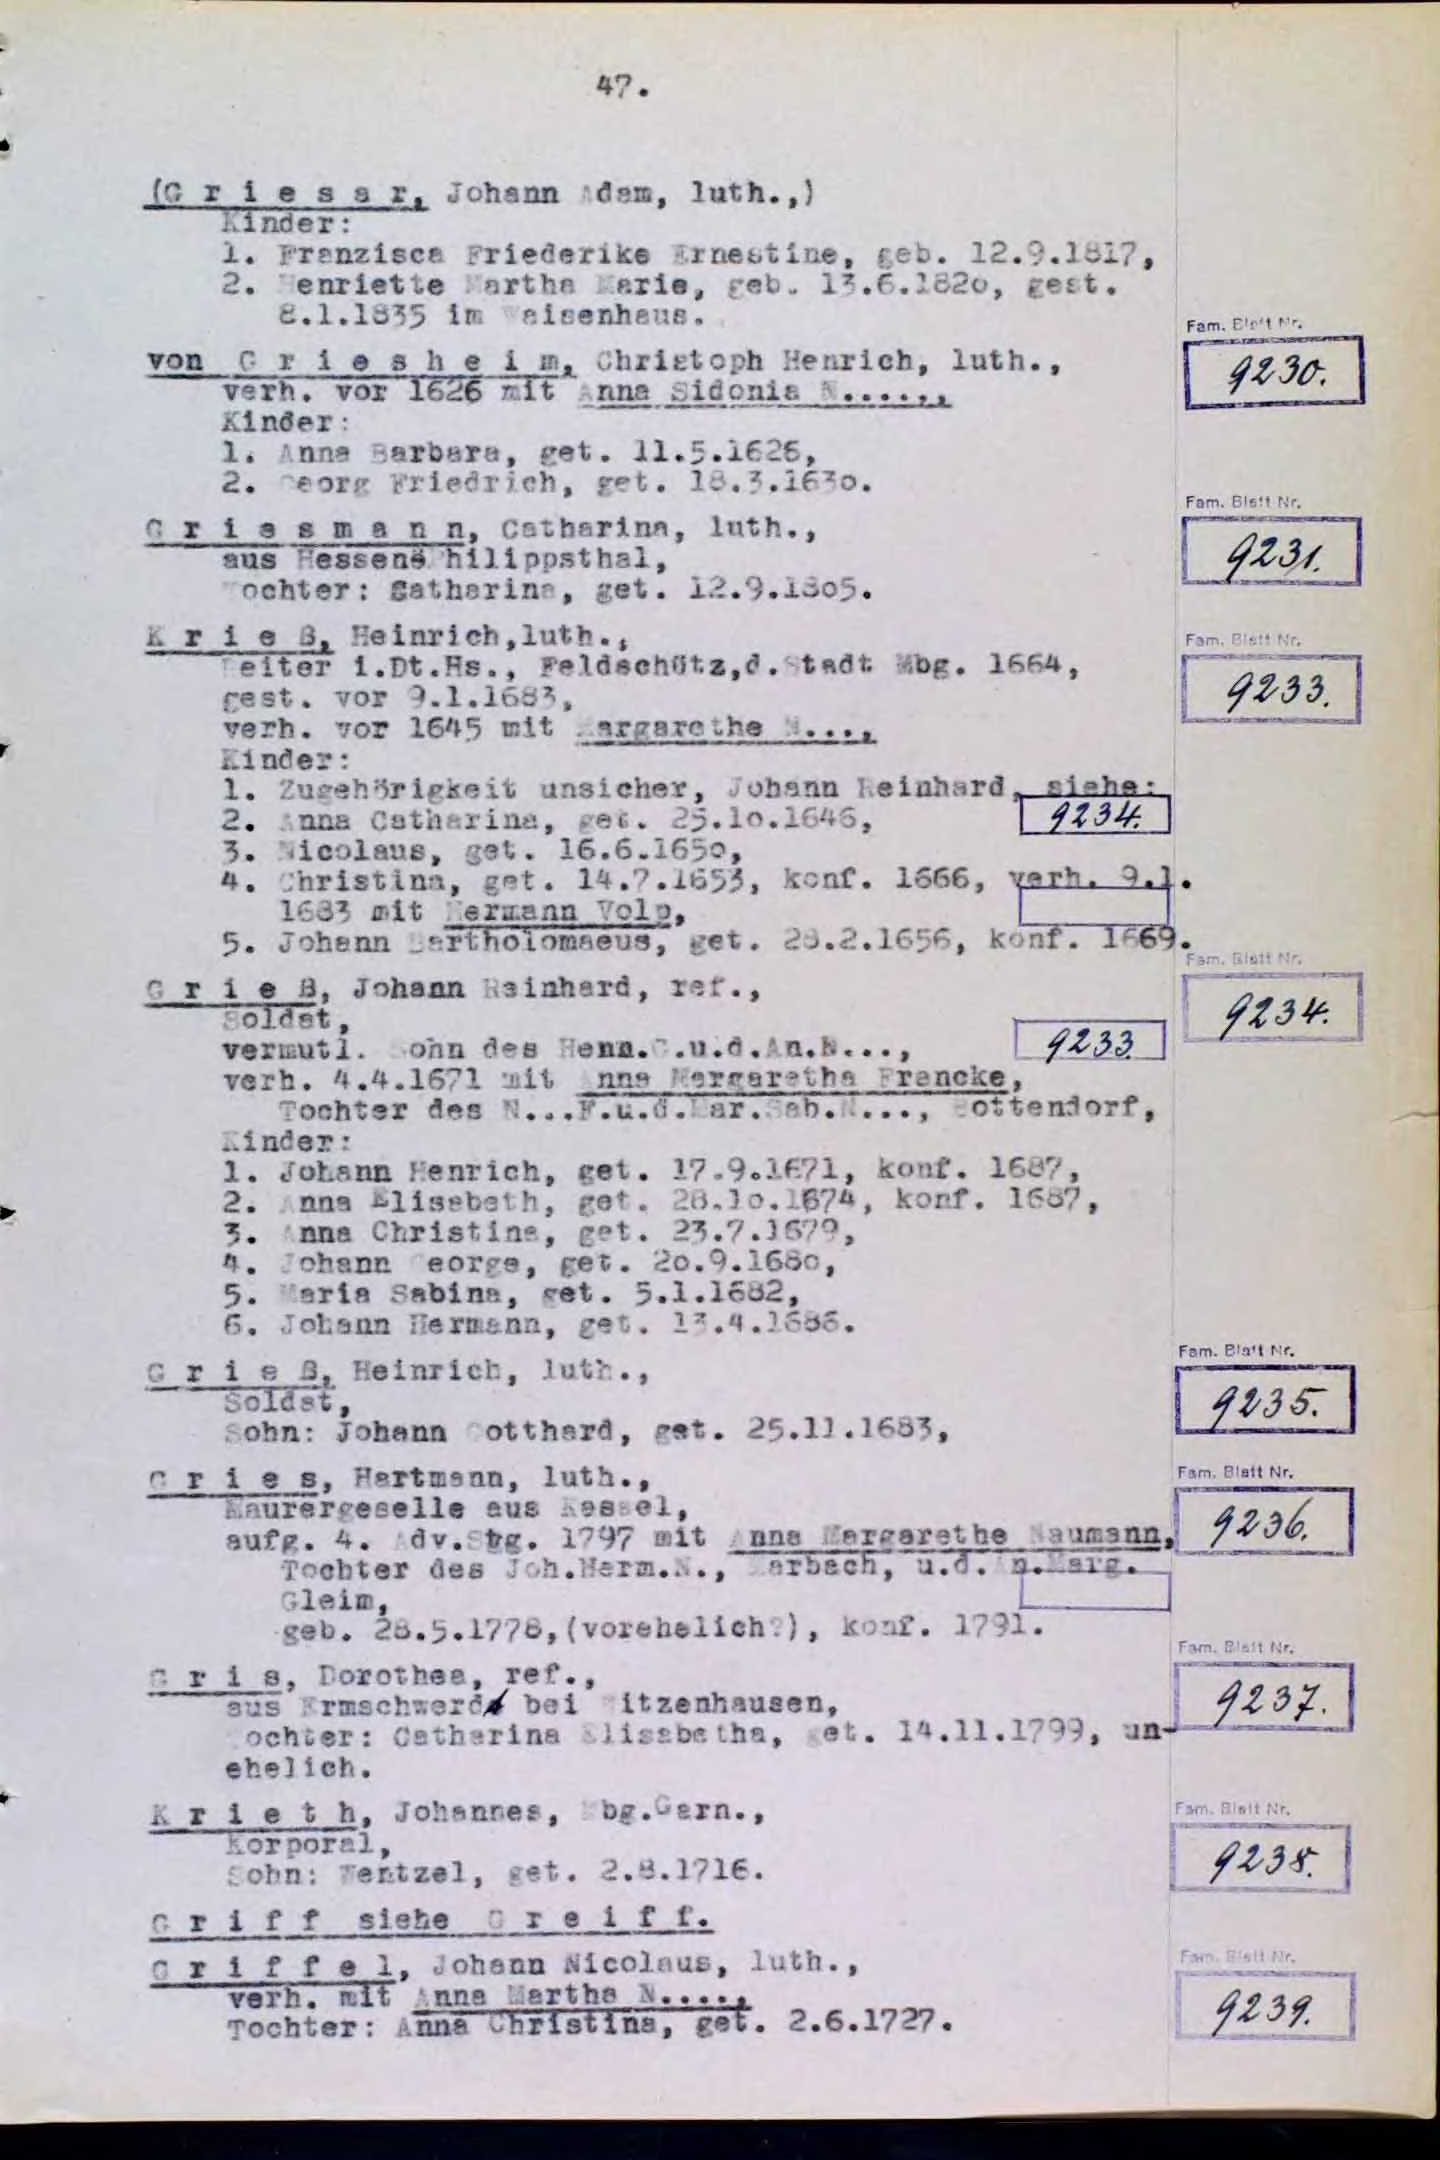 47.
(G r i e s a r, Johann Adam, luth.,)
Kinder:
1. Franzisca Friederike Ernestine, geb. 12.9.1817,
2. Henriette Martha Marie, geb. 13.6.182o, gest.
8.1.1835 im Waisenhaus.
Fam. Blatt Nr.
von G r i e s h e i m, Christoph Henrich, luth.,
9230.
verh. vor 1626 mit Anna Sidonia N......,
Kinder:
1. Anna Barbara, get. 11.5.1626,
2. Georg Friedrich, get. 18.3.163o.
Fam. Blatt Nr.
G r i e s m a n n, Catharina, luth.,
9231.
aus Hessens Philippsthal,
Tochter: Catharina, get. 12.9.18o5.
K r i e ß, Heinrich,luth.,
Fam. Blatt Nr.
Reiter i.Dt.Hs., Feldschütz,d.Stadt Mbg. 1664,
9233.
gest. vor 9.1.1683,
verh. vor 1645 mit Margarethe N...,
Kinder:
1. Zugehörigkeit unsicher, Johann Reinhard, siehe:
2. Anna Catharina, get. 25.1o.1646,
9234.
3. Nicolaus, get. 16.6.165o,
4. Christina, get. 14.7.1653, konf. 1666, verh. 9.1.
1683 mit Hermann Volp,
5. Johann Bartholomaeus, get. 28.2.1656, konf. 1669.
Fam. Blatt Nr.
G r i e ß, Johann Reinhard, ref.,
9234.
Soldat,
vermutl. Sohn des Henn.G.u.d.An.N...,
9233.
verh. 4.4.1671 mit Anna Margaretha Francke,
Tochter des N...F.u.d.Mar.Sab.N..., Bottendorf,
Kinder:
1. Johann Henrich, get. 17.9.1671, konf. 1687,
2. Anna Elisabeth, get. 28.1o.1674, konf. 1687,
3. Anna Christina, get. 23.7.1679,
4. Johann George, get. 2o.9.168o,
5. Maria Sabina, get. 5.1.1682,
6. Johann Hermann, get. 13.4.1686.
Fam. Blatt Nr.
G r i e ß, Heinrich, luth.,
9235.
Soldat,
Sohn: Johann Gotthard, get. 25.11.1683,
Fam. Blatt Nr.
G r i e s, Hartmann, luth.,
Maurergeselle aus Kassel,
9236.
aufg. 4. Adv.Stg. 1797 mit Anna Margarethe Naumann,
Tochter des Joh.Herm.N., Marbach, u.d. An.Marg.
Gleim,
geb. 28.5.1778,(vorehelich?), konf. 1791.
Fam. Blatt Nr.
G r i s, Dorothea, ref.,
9237.
aus Ermschwerd bei Witzenhausen,
Tochter: Catharina Elisabetha, get. 14.11.1799, un-
ehelich.
Fam. Blatt Nr.
K r i e t h, Johannes, Mbg.Garn.,
Korporal,
9238.
Sohn: Wentzel, get. 2.8.1716.
G r i f f siehe G r e i f f.
Fam. Blatt Nr.
G r i f f e l, Johann Nicolaus, luth.,
verh. mit Anna Martha N.....,
9239.
Tochter: Anna Christina, get. 2.6.1727.